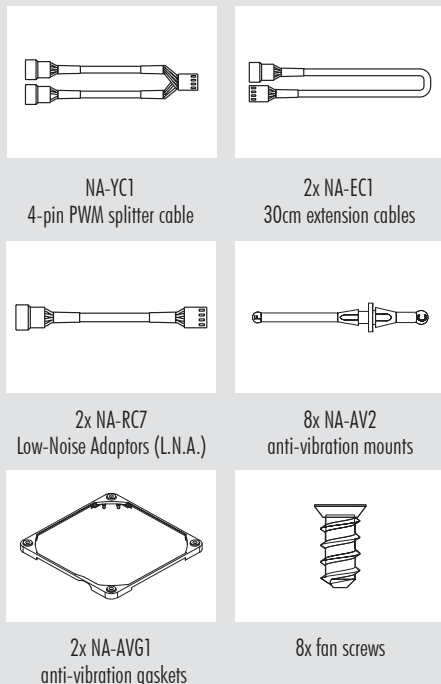 NA-YC1
4-pin PWM splitter cable
2x NA-EC1
30cm extension cables
2x NA-RC7
Low-Noise Adaptors (L.N.A.)
8x NA-AV2
anti-vibration mounts
2x NA-AVG1
anti-vibration gaskets
8x fan screws